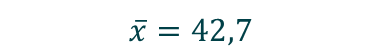 x̄ = 42,7